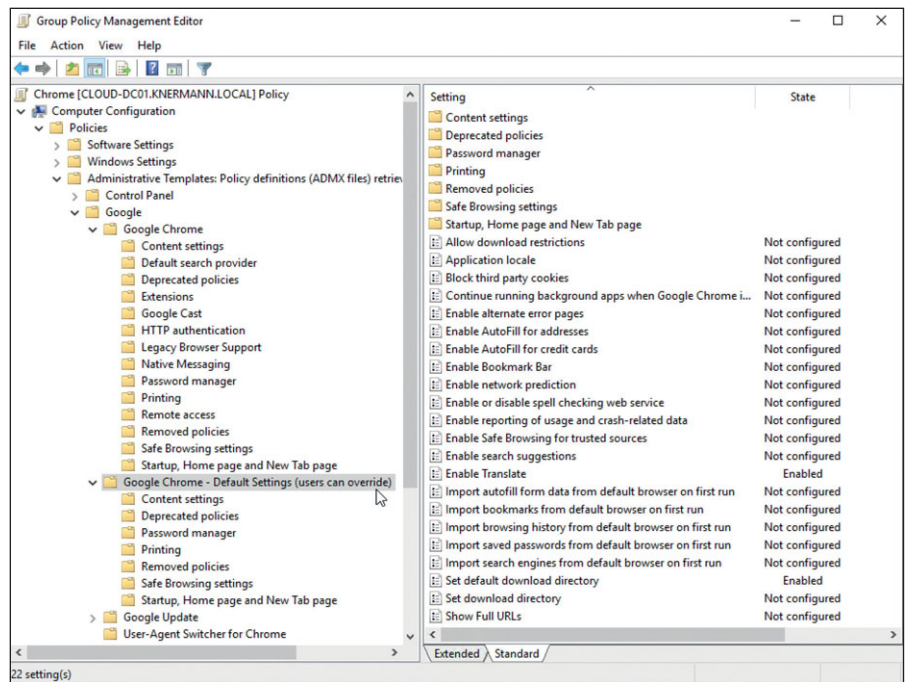 Group Policy Management Editor
File Action View Help
Chrome [CLOUD-DC01.KNERMANN.LOCAL] Policy
Computer Configuration
Policies
Software Settings
Windows Settings
Administrative Templates: Policy definitions (ADMX files) retriev
Control Panel
Google
Google Chrome
Content settings
Default search provider
Deprecated policies
Extensions
Google Cast
HTTP authentication
Legacy Browser Support
Native Messaging
Password manager
Printing
Remote access
Removed policies
Safe Browsing settings
Startup, Home page and New Tab page
Google Chrome - Default Settings (users can override)
Content settings
Deprecated policies
Password manager
Printing
Removed policies
Safe Browsing settings
Startup, Home page and New Tab page
Google Update
User-Agent Switcher for Chrome
Setting State
Content settings
Deprecated policies
Password manager
Printing
Removed policies
Safe Browsing settings
Startup, Home page and New Tab page
Allow download restrictions Not configured
Application locale Not configured
Block third party cookies Not configured
Continue running background apps when Google Chrome i... Not configured
Enable alternate error pages Not configured
Enable AutoFill for addresses Not configured
Enable AutoFill for credit cards Not configured
Enable Bookmark Bar Not configured
Enable network prediction Not configured
Enable or disable spell checking web service Not configured
Enable reporting of usage and crash-related data Not configured
Enable Safe Browsing for trusted sources Not configured
Enable search suggestions Not configured
Enable Translate Enabled
Import autofill form data from default browser on first run Not configured
Import bookmarks from default browser on first run Not configured
Import browsing history from default browser on first run Not configured
Import saved passwords from default browser on first run Not configured
Import search engines from default browser on first run Not configured
Set default download directory Enabled
Set download directory Not configured
Show Full URLs Not configured
Extended Standard
22 setting(s)